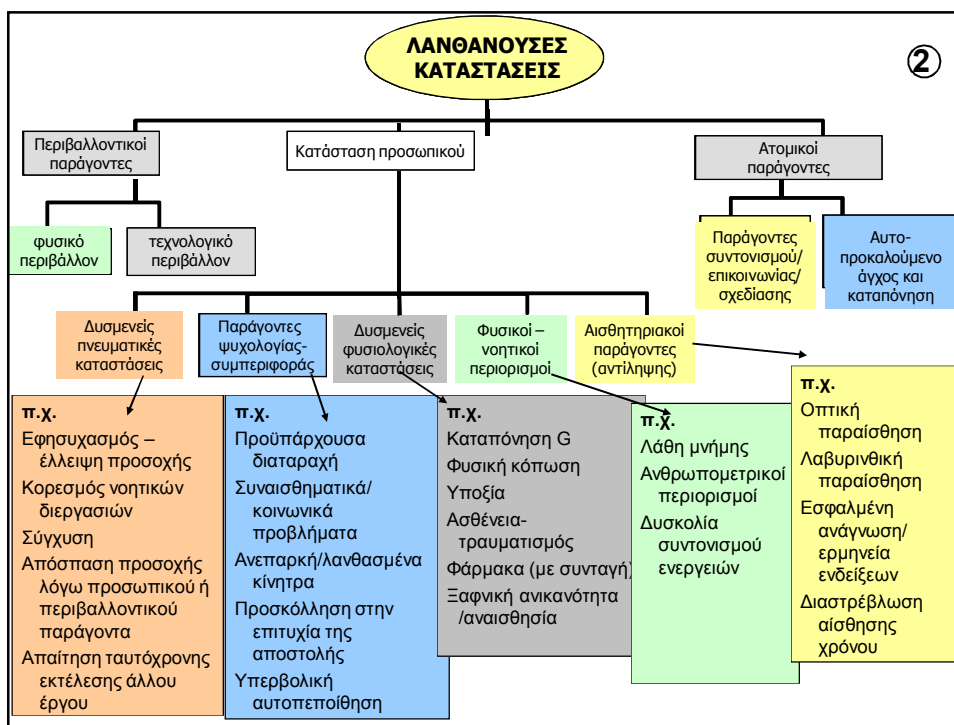 ΛΑΝΘΑΝΟΥΣΕΣ
ΚΑΤΑΣΤΑΣΕΙΣ
2
Περιβαλλοντικοί
παράγοντες
Κατάσταση προσωπικού
Ατομικοί
παράγοντες
φυσικό
περιβάλλον
τεχνολογικό
περιβάλλον
Παράγοντες
συντονισμού/
επικοινωνίας/
σχεδίασης
Αυτο-
προκαλούμενο
άγχος και
καταπόνηση
Δυσμενείς
πνευματικές
καταστάσεις
Παράγοντες
ψυχολογίας-
συμπεριφοράς
Δυσμενείς
φυσιολογικές
καταστάσεις
Φυσικοί –
νοητικοί
περιορισμοί
Αισθητηριακοί
παράγοντες
(αντίληψης)
π.χ.
Εφησυχασμός –
έλλειψη προσοχής
Κορεσμός νοητικών
διεργασιών
Σύγχυση
Απόσπαση προσοχής
λόγω προσωπικού ή
περιβαλλοντικού
παράγοντα
Απαίτηση ταυτόχρονης
εκτέλεσης άλλου
έργου
π.χ.
Προϋπάρχουσα
διαταραχή
Συναισθηματικά/
κοινωνικά
προβλήματα
Ανεπαρκή/λανθασμένα
κίνητρα
Προσκόλληση στην
επιτυχία της
αποστολής
Υπερβολική
αυτοπεποίθηση
π.χ.
Καταπόνηση G
Φυσική κόπωση
Υποξία
Ασθένεια-
τραυματισμός
Φάρμακα (με συνταγή)
Ξαφνική ανικανότητα
/αναισθησία
π.χ.
Λάθη μνήμης
Ανθρωπομετρικοί
περιορισμοί
Δυσκολία
συντονισμού
ενεργειών
π.χ.
Οπτική
παραίσθηση
Λαβυρινθική
παραίσθηση
Εσφαλμένη
ανάγνωση/
ερμηνεία
ενδείξεων
Διαστρέβλωση
αίσθησης
χρόνου